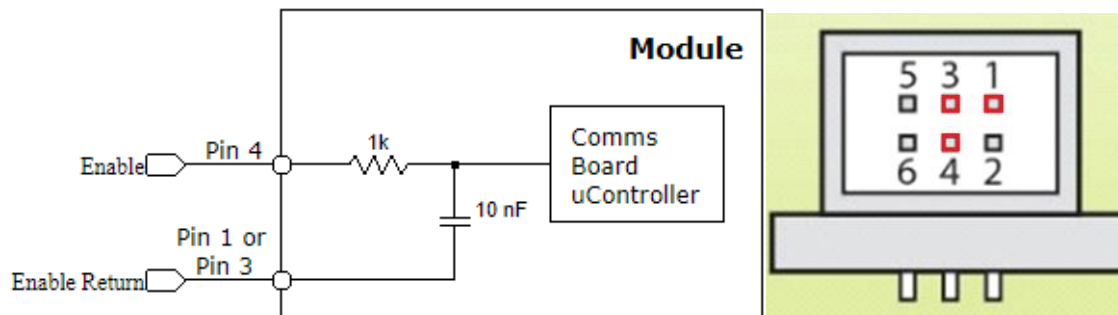 Module
1k
Enable
Pin 4
Comms
Board
uController
10 nF
Pin 1 or
Pin 3
Enable Return
5 3 1
6 4 2